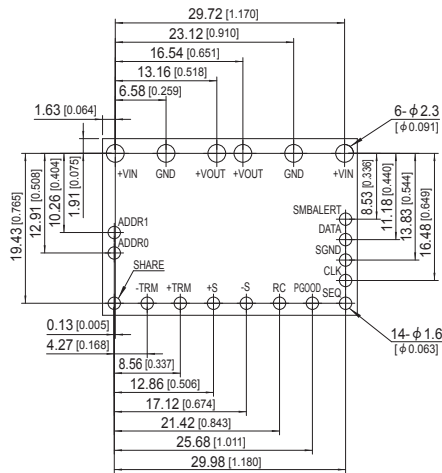 29.72 [1.170]
23.12 [0.910]
16.54 [0.651]
13.16 [0.518]
6.58 [0.259]
1.63 [0.064]
6-ϕ2.3
[ϕ0.091]
+VIN GND +VOUT +VOUT GND +VIN
19.43 [0.765]
12.91 [0.508]
10.26 [0.404]
1.91 [0.075]
8.53 [0.336]
11.18 [0.440]
13.83 [0.544]
16.48 [0.649]
SMBALERT
ADDR1
DATA
ADDR0
SGND
SHARE
CLK
-TRM +TRM +S -S RC PGOOD SEQ
14-ϕ1.6
[ϕ0.063]
0.13 [0.005]
4.27 [0.168]
8.56 [0.337]
12.86 [0.506]
17.12 [0.674]
21.42 [0.843]
25.68 [1.011]
29.98 [1.180]